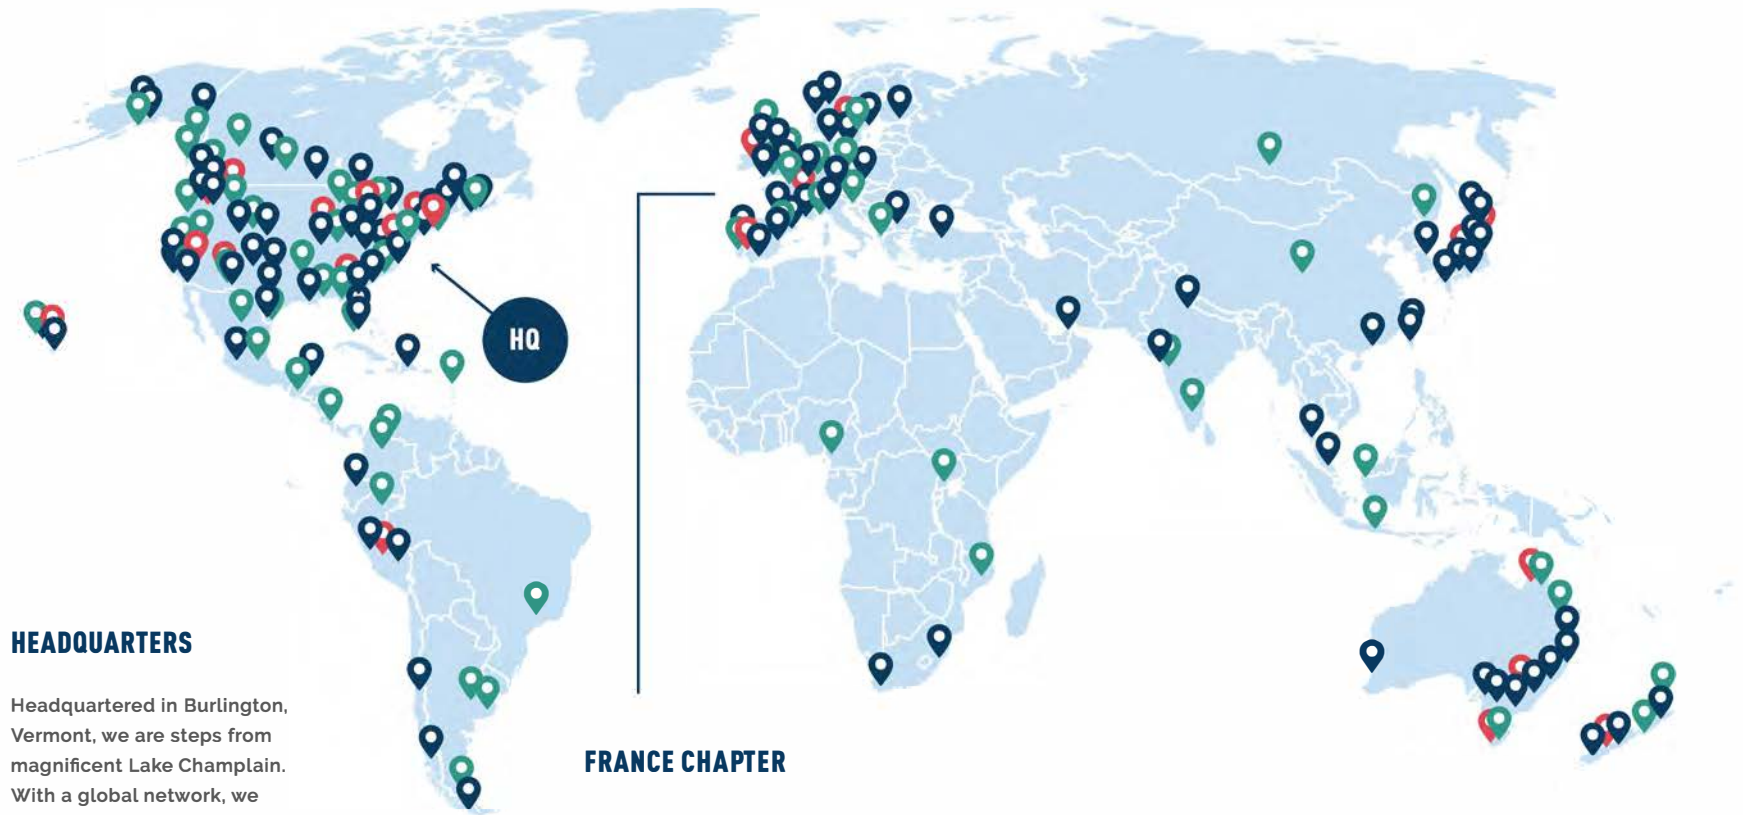 HQ
HEADQUARTERS
Headquartered in Burlington,
Vermont, we are steps from
magnificent Lake Champlain.
With a global network, we
FRANCE CHAPTER